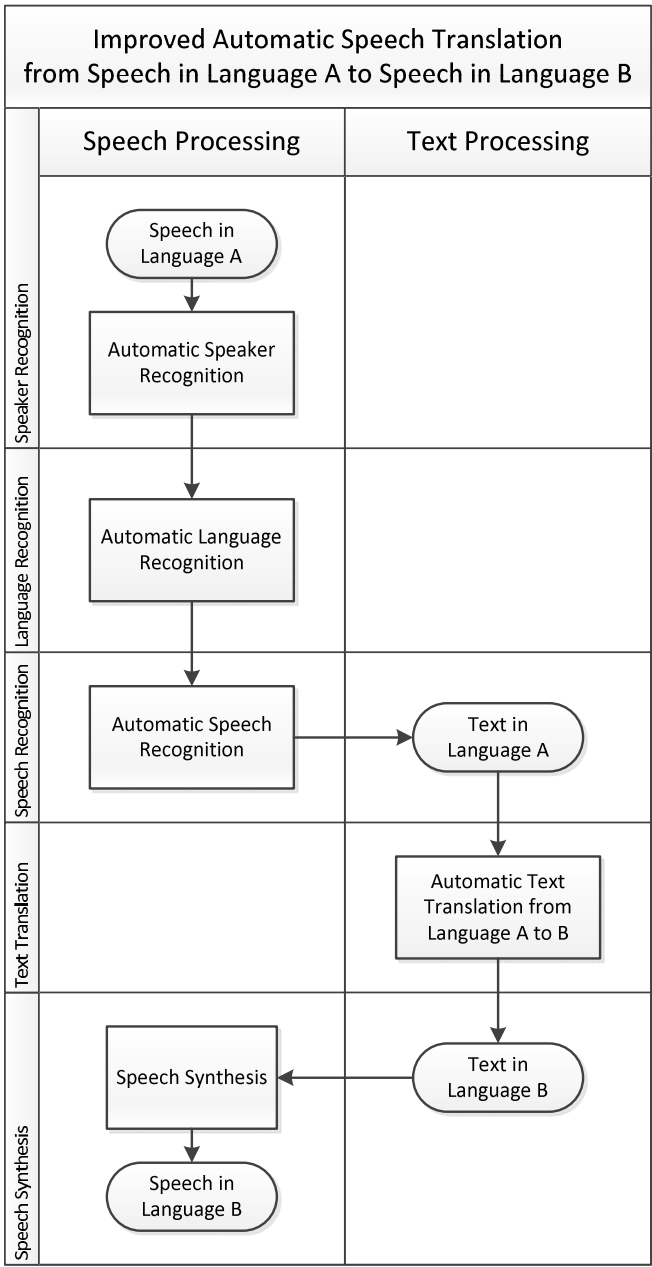 Improved Automatic Speech Translation
from Speech in Language A to Speech in Language B
Speech Processing
Text Processing
Speaker Recognition
Speech in
Language A
Automatic Speaker
Recognition
Language Recognition
Automatic Language
Recognition
Speech Recognition
Automatic Speech
Recognition
Text in
Language A
Text Translation
Automatic Text
Translation from
Language A to B
Speech Synthesis
Speech Synthesis
Text in
Language B
Speech in
Language B